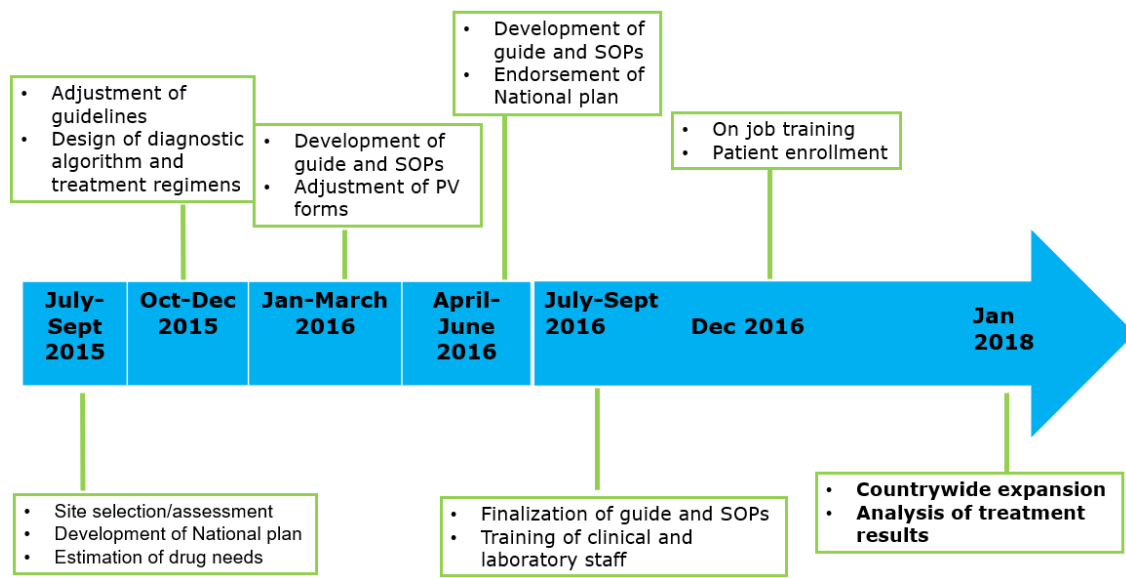 • Development of
guide and SOPs
• Endorsement of
National plan
• Adjustment of
guidelines
• Design of diagnostic
algorithm and
treatment regimens
• Development of
guide and SOPs
• Adjustment of PV
forms
• On job training
• Patient enrollment
July-
Sept
2015
Oct-Dec
2015
Jan-March
2016
April-
June
2016
July-Sept
2016
Dec 2016
Jan
2018
• Site selection/assessment
• Development of National plan
• Estimation of drug needs
• Finalization of guide and SOPs
• Training of clinical and
laboratory staff
• Countrywide expansion
• Analysis of treatment
results